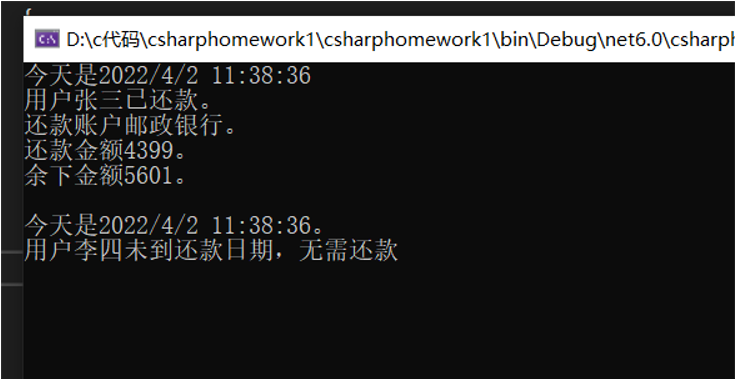 D:\c代码\csharphomework1\csharphomework1\bin\Debug\net6.0\csharph
今天是2022/4/2 11:38:36
用户张三已还款。
还款账户邮政银行。
还款金额4399。
余下金额5601。
今天是2022/4/2 11:38:36。
用户李四未到还款日期，无需还款